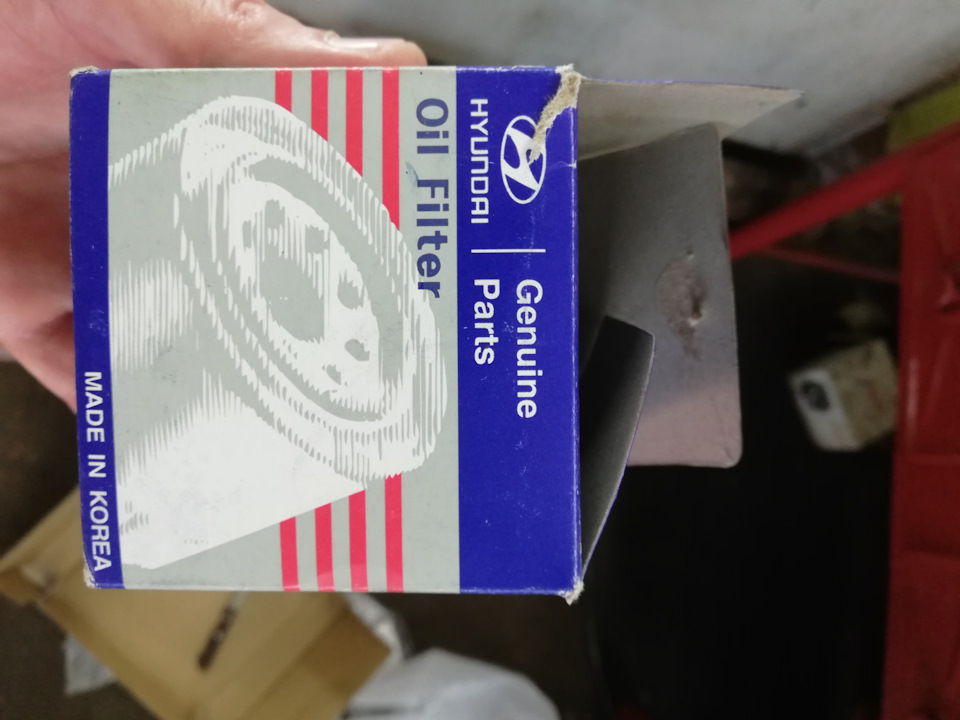 HYUNDAI
Genuine
Parts
Oil Filter
MADE IN KOREA